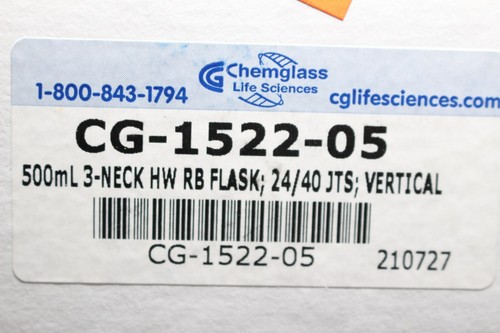 Chemglass
Life Sciences
1-800-843-1794
cglifesciences.com
CG-1522-05
500mL 3-NECK HW RB FLASK; 24/40 JTS; VERTICAL
CG-1522-05
210727